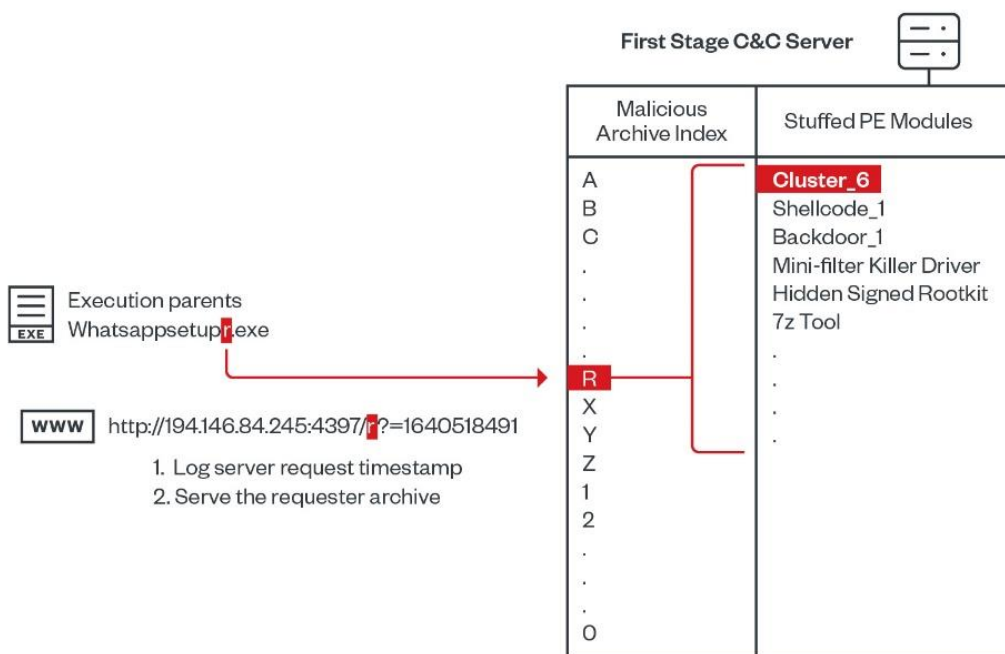 First Stage C&C Server
Malicious
Archive Index
Stuffed PE Modules
A
B
C
.
.
.
.
R
X
Y
Z
1
2
.
.
.
0
Cluster_6
Shellcode_1
Backdoor_1
Mini-filter Killer Driver
Hidden Signed Rootkit
7z Tool
.
.
.
.
EXE
Execution parents
Whatsappsetupr.exe
www
http://194.146.84.245:4397/r?=1640518491
1. Log server request timestamp
2. Serve the requester archive